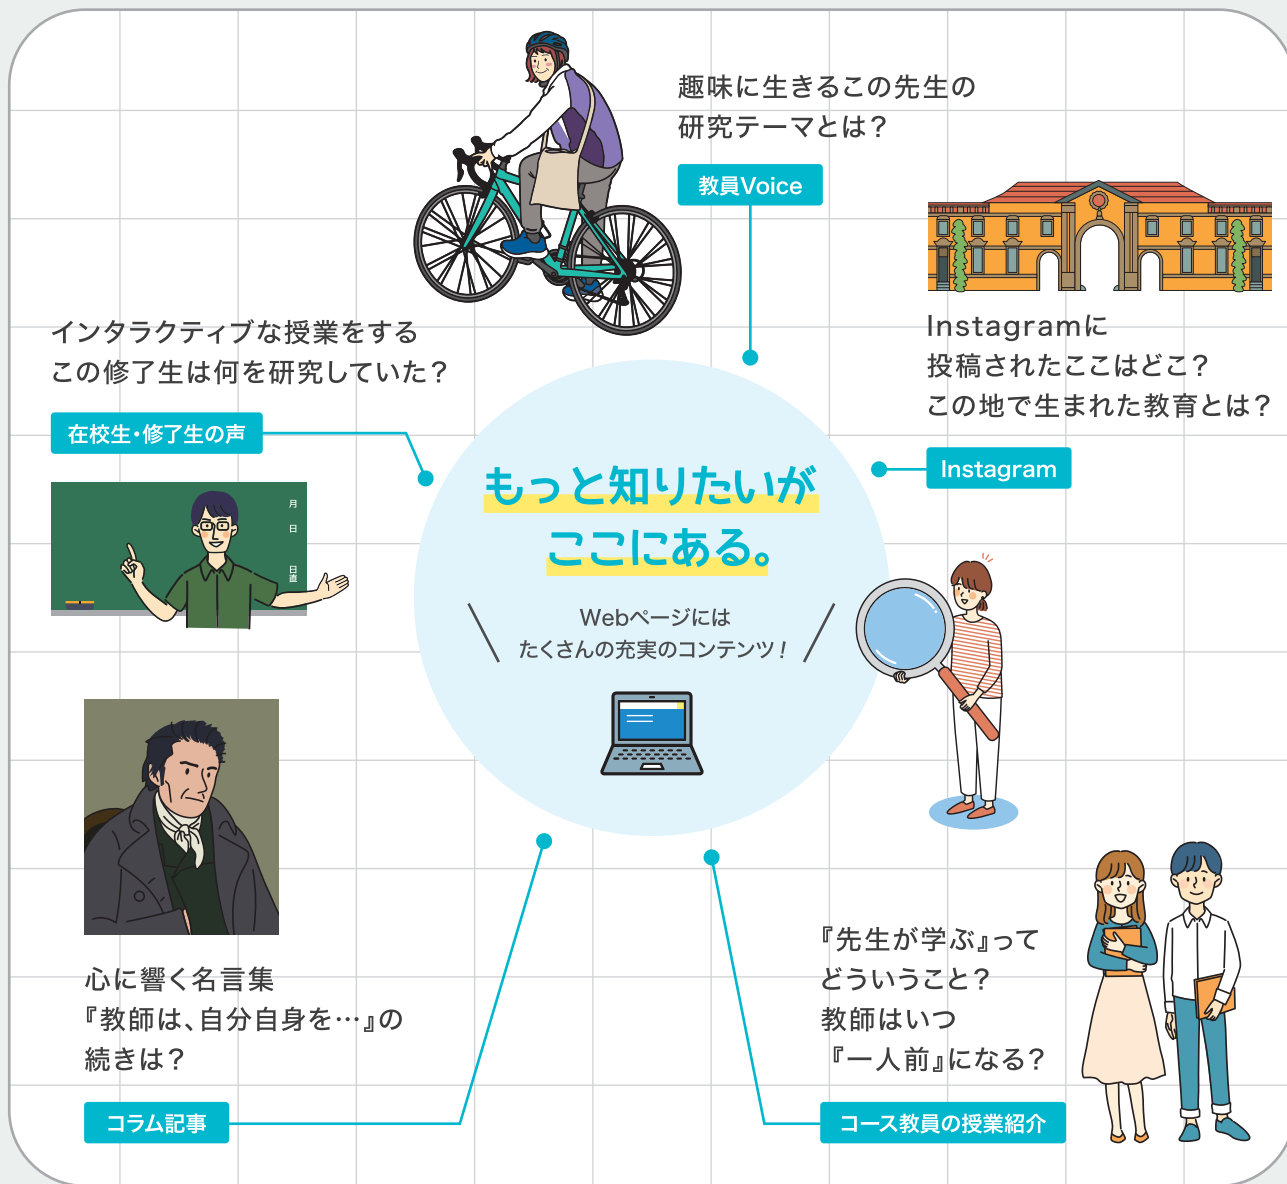 趣味に生きるこの先生の
研究テーマとは？
教員Voice
Instagramに
投稿されたここはどこ？
この地で生まれた教育とは？
Instagram
インタラクティブな授業をする
この修了生は何を研究していた？
在校生・修了生の声
月
日
日直
もっと知りたいが
ここにある。
Webページには
たくさんの充実のコンテンツ！
心に響く名言集
『教師は、自分自身を…』の
続きは？
コラム記事
『先生が学ぶ』って
どういうこと？
教師はいつ
『一人前』になる？
コース教員の授業紹介